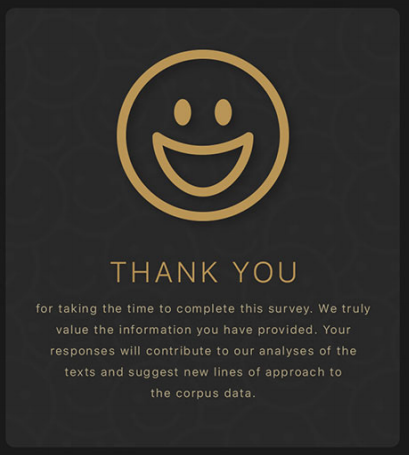 THANK YOU
for taking the time to complete this survey. We truly
value the information you have provided. Your
responses will contribute to our analyses of the
texts and suggest new lines of approach to
the corpus data.